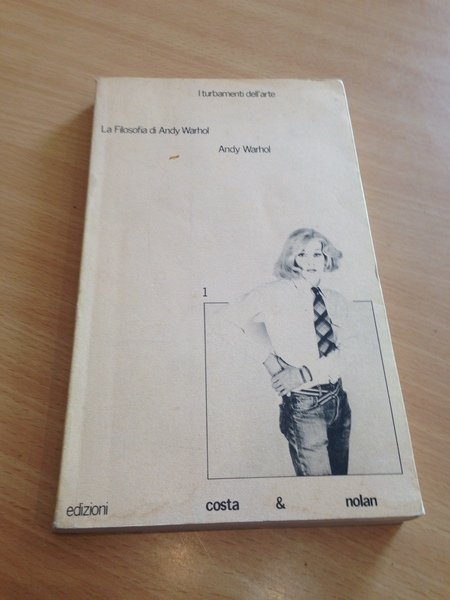 I turbamenti dell'arte
La Filosofia di Andy Warhol
Andy Warhol
1
edizioni costa & nolan